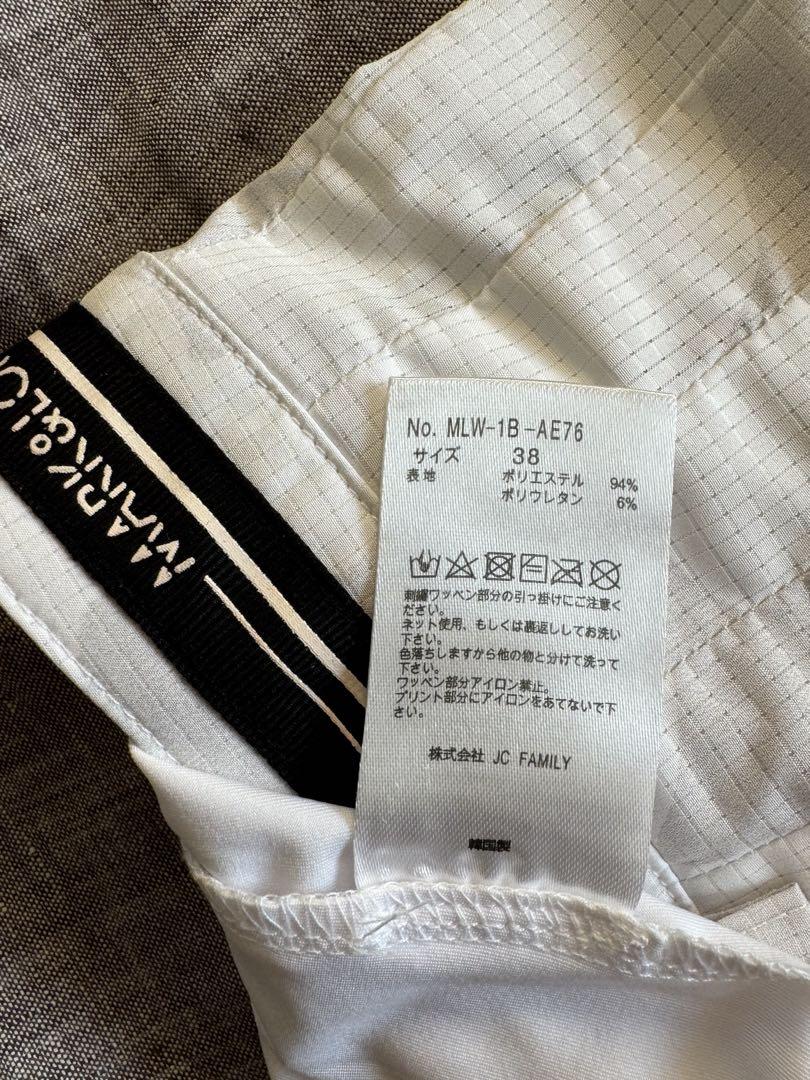 MARK&LO
No. MLW-1B-AE76
サイズ 38
表地 ポリエステル 94%
ポリウレタン 6%
刺繍ワッペン部分の引っ掛けにご注意く
ださい。
ネット使用、もしくは裏返ししてお洗い
下さい。
色落ちしますから他の物と分けて洗って
下さい。
ワッペン部分アイロン禁止。
プリント部分にアイロンをあてないで下
さい。
株式会社 JC FAMILY
韓国製